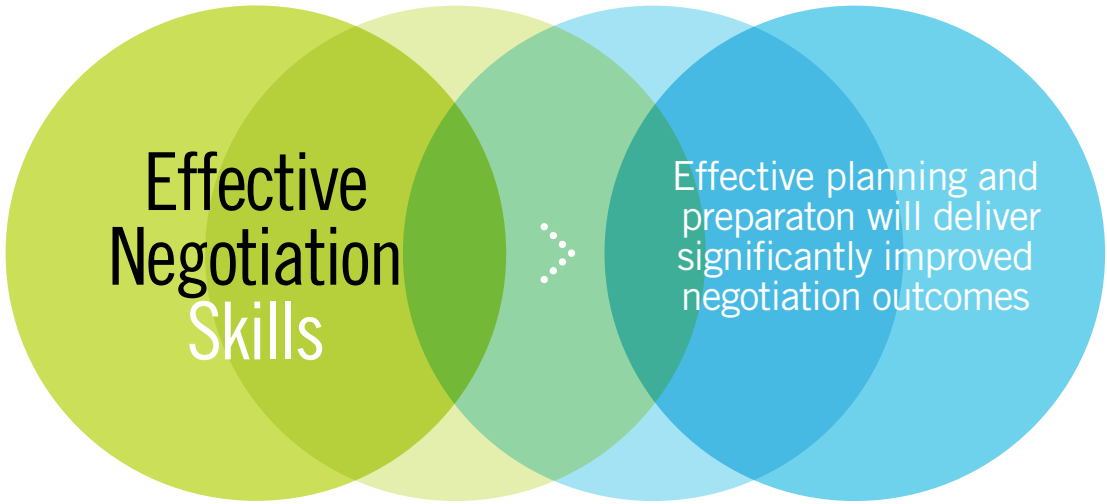 Effective
Negotiation
Skills
Effective planning and
preparaton will deliver
significantly improved
negotiation outcomes